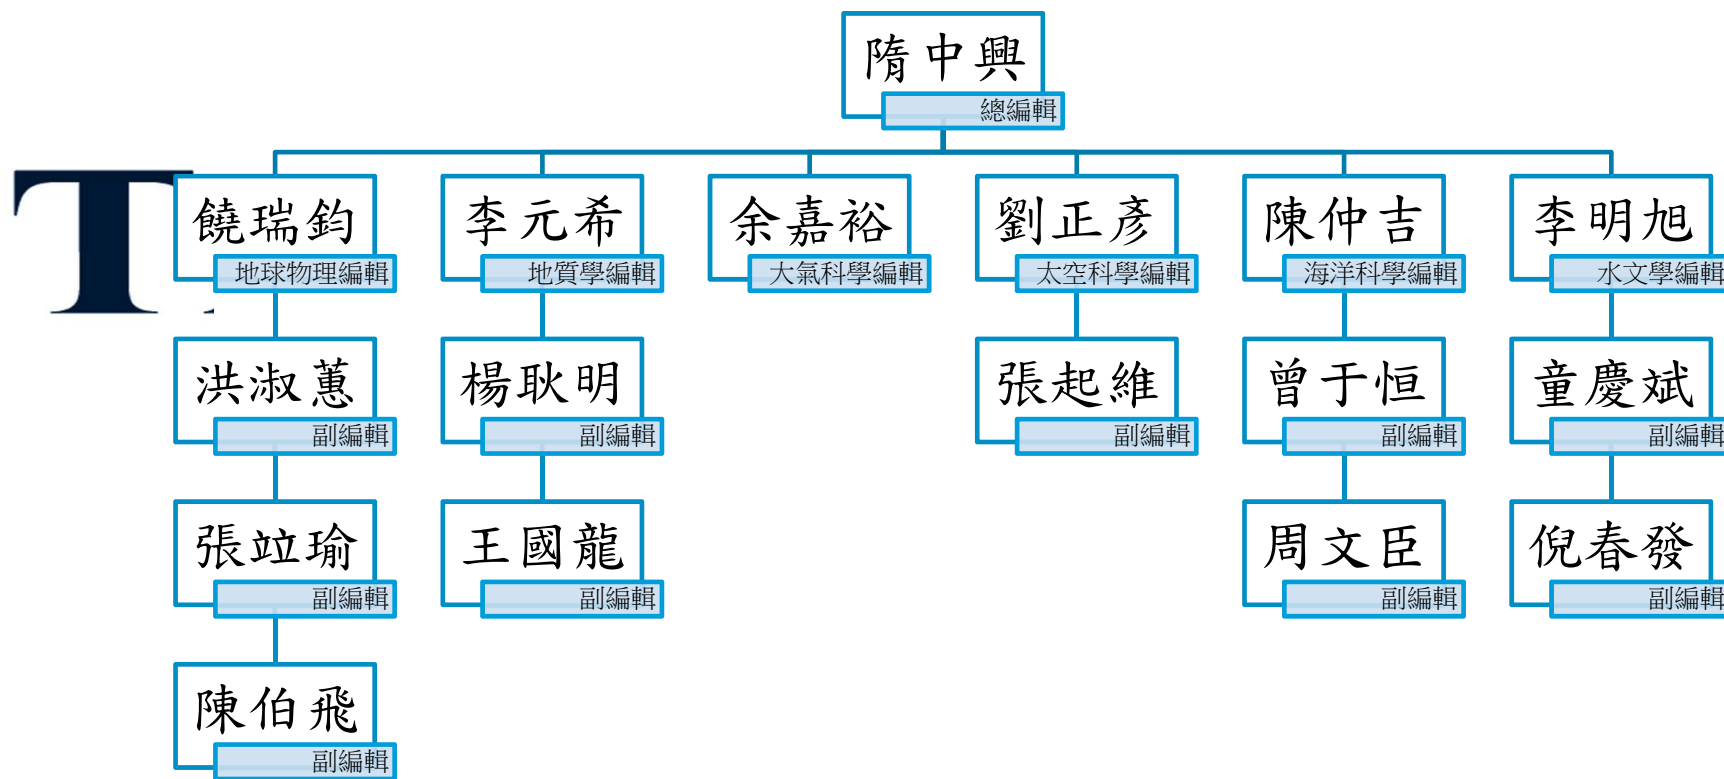 隋中興
總編輯
T
饒瑞鈞
地球物理編輯
李元希
地質學編輯
余嘉裕
大氣科學編輯
劉正彥
太空科學編輯
陳仲吉
海洋科學編輯
李明旭
水文學編輯
洪淑蕙
副編輯
楊耿明
副編輯
張起維
副編輯
曾于恒
副編輯
童慶斌
副編輯
張竝瑜
副編輯
王國龍
副編輯
周文臣
副編輯
倪春發
副編輯
陳伯飛
副編輯